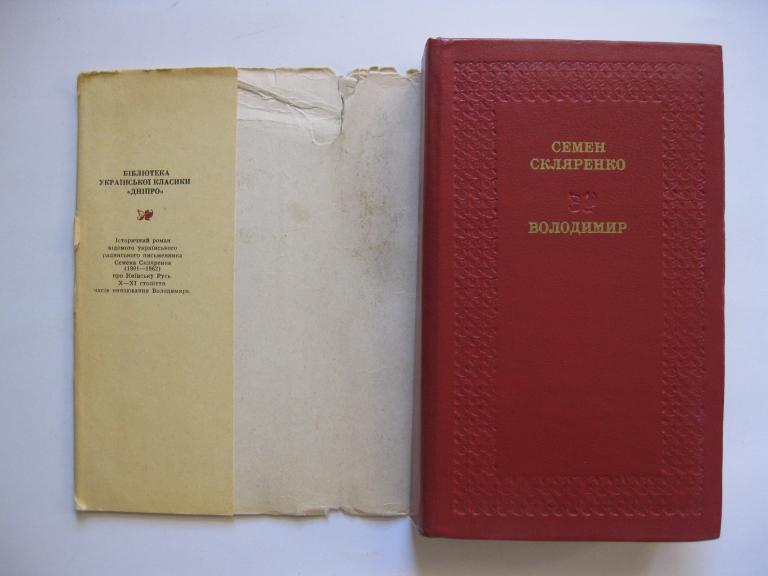 БІБЛІОТЕКА
УКРАЇНСЬКОЇ КЛАСИКИ
«ДНІПРО»
Історичний роман
відомого українського
радянського письменника
Семена Скляренка
(1901—1962)
про Київську Русь
X—XI століття
часів князювання Володимира.
СЕМЕН
СКЛЯРЕНКО
ВОЛОДИМИР